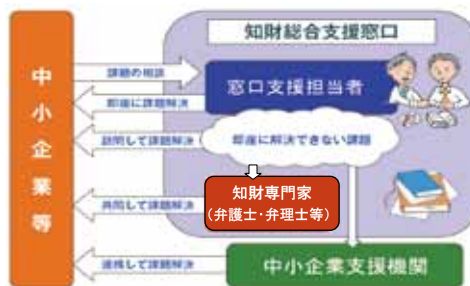 知財総合支援窓口
中小企業等
課題の相談
窓口支援担当者
即座に課題解決
即座に解決できない課題
訪問して課題解決
知財専門家
(弁護士・弁理士等)
共同して課題解決
連携して課題解決
中小企業支援機関